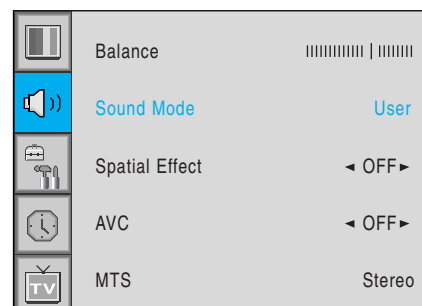 Balance
Sound Mode User
Spatial Effect ◄ OFF ►
AVC ◄ OFF ►
MTS Stereo
TV